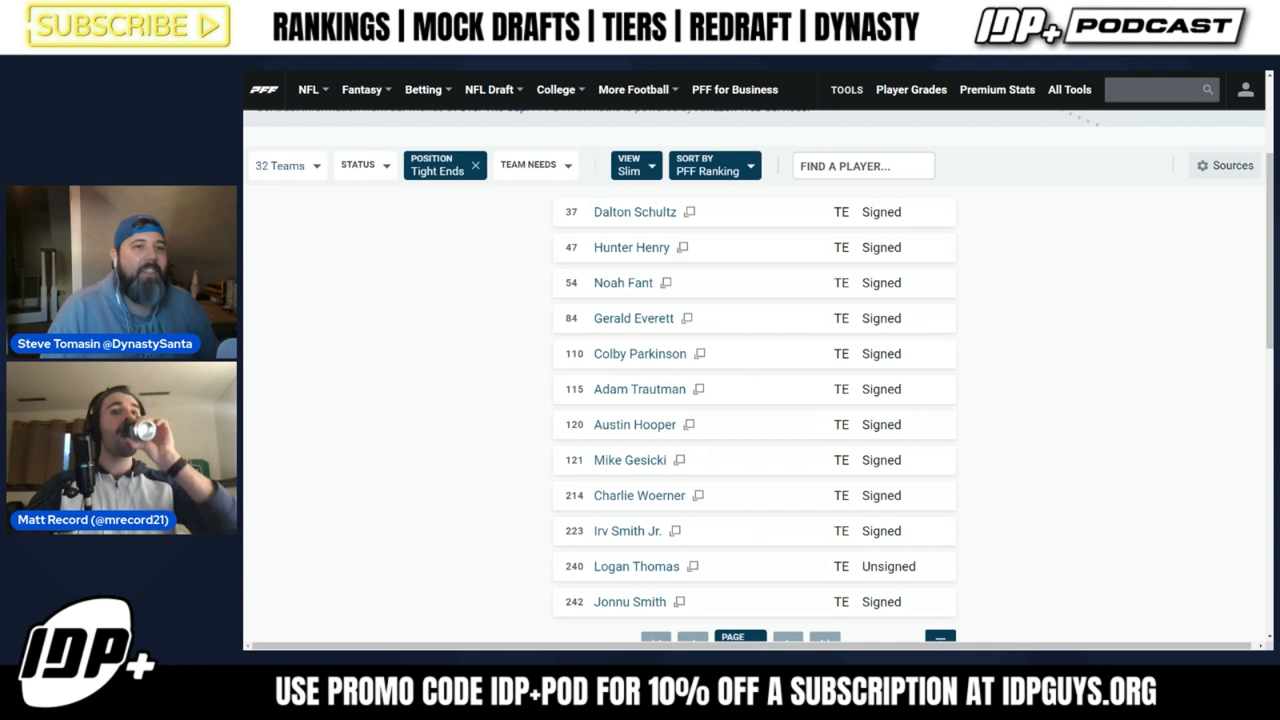 SUBSCRIBE
RANKINGS | MOCK DRAFTS | TIERS | REDRAFT | DYNASTY
IDP+ PODCAST
PFF NFL Fantasy Betting NFL Draft College More Football PFF for Business TOOLS Player Grades Premium Stats All Tools
32 Teams STATUS POSITION Tight Ends TEAM NEEDS VIEW Slim SORT BY PFF Ranking FIND A PLAYER... Sources
37 Dalton Schultz TE Signed
47 Hunter Henry TE Signed
54 Noah Fant TE Signed
84 Gerald Everett TE Signed
110 Colby Parkinson TE Signed
115 Adam Trautman TE Signed
120 Austin Hooper TE Signed
121 Mike Gesicki TE Signed
214 Charlie Woerner TE Signed
223 Irv Smith Jr. TE Signed
240 Logan Thomas TE Unsigned
242 Jonnu Smith TE Signed
PAGE
Steve Tomasin @DynastySanta
Matt Record (@mrecord21)
IDP+
USE PROMO CODE IDP+POD FOR 10% OFF A SUBSCRIPTION AT IDPGUYS.ORG